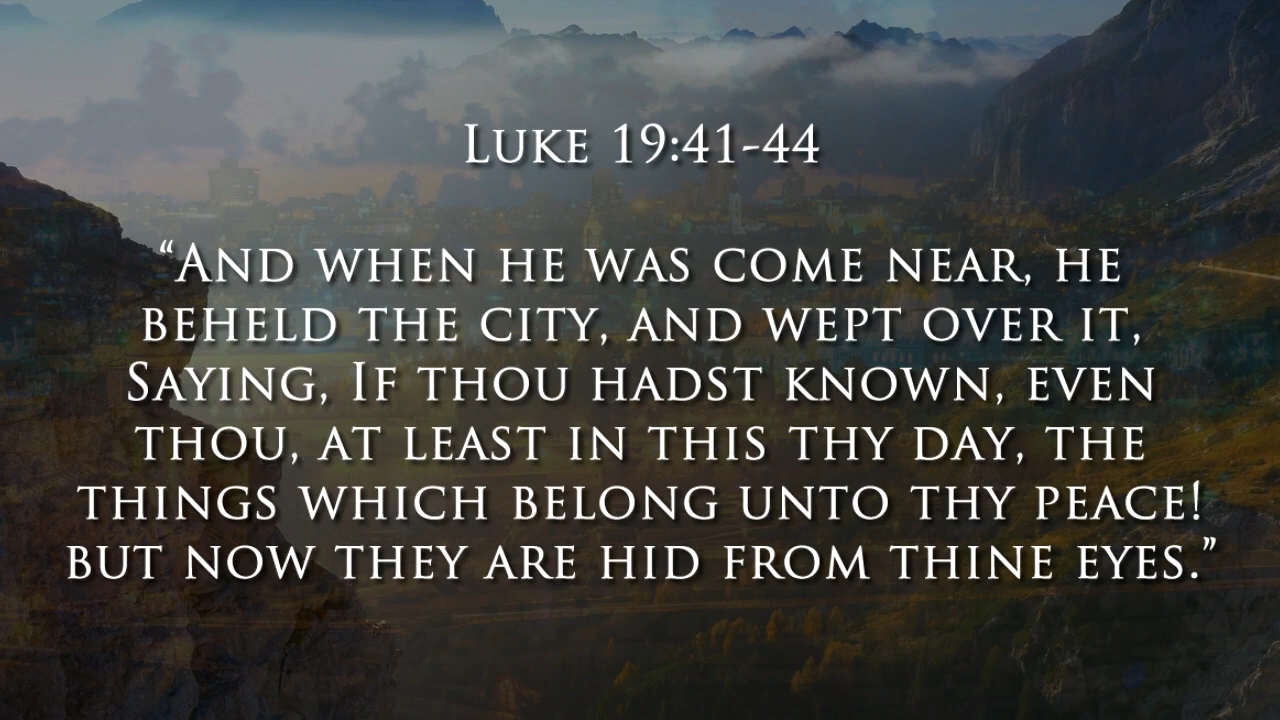 Luke 19:41-44
“And when he was come near, he
beheld the city, and wept over it,
Saying, If thou hadst known, even
thou, at least in this thy day, the
things which belong unto thy peace!
but now they are hid from thine eyes.”